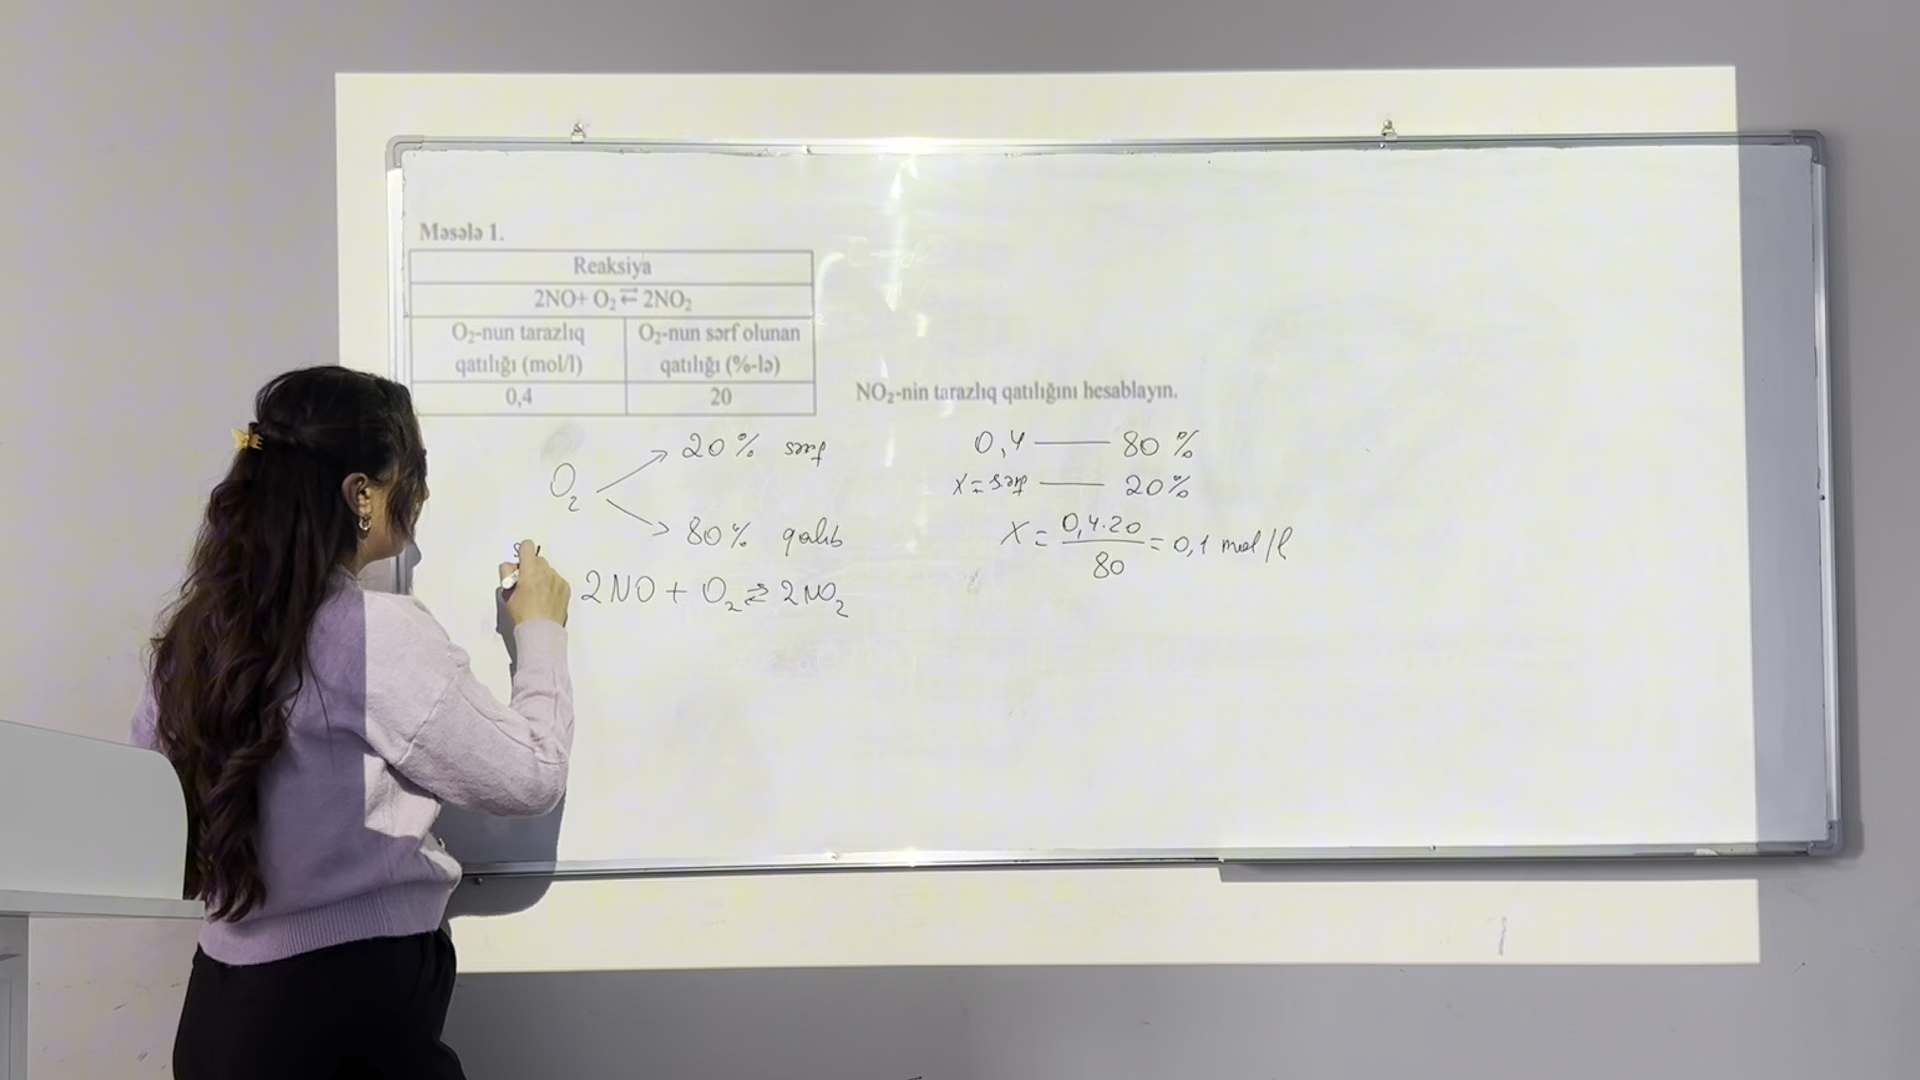 Məsələ 1.
Reaksiya
2NO+ O₂ ⇄ 2NO₂
O₂-nun tarazlıq qatılığı (mol/l)
O₂-nun sərf olunan qatılığı (%-lə)
0,4
20
NO₂-nin tarazlıq qatılığını hesablayın.
O₂
20% sərf
80% qalıb
2NO + O₂ ⇄ 2NO₂
0,4 — 80%
x = sərf — 20%
x = 0,4·20/80 = 0,1 mol/l